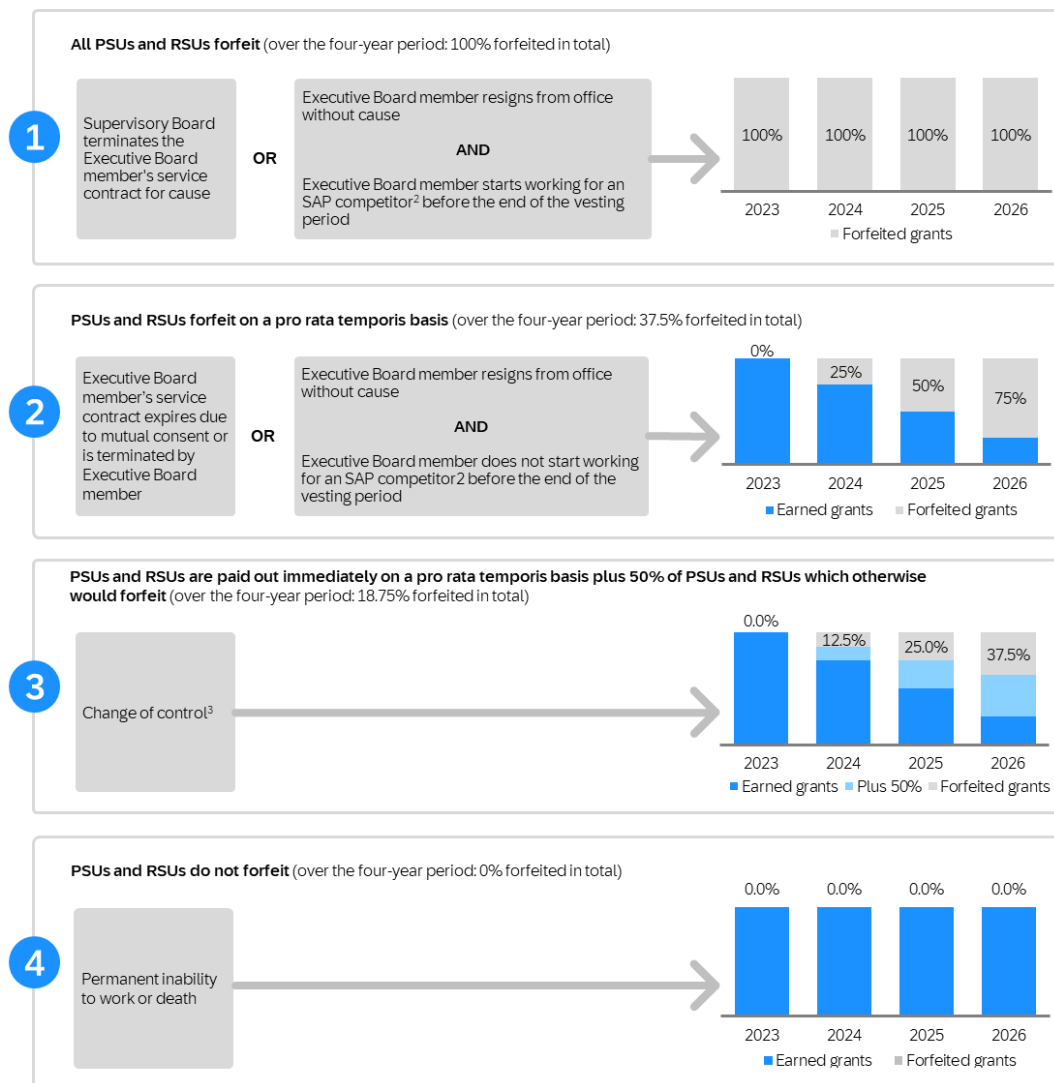 All PSUs and RSUs forfeit (over the four-year period: 100% forfeited in total)
1
Supervisory Board
terminates the
Executive Board
member's service
contract for cause
OR
Executive Board member resigns from office
without cause
AND
Executive Board member starts working for an
SAP competitor² before the end of the vesting
period
100% 100% 100% 100%
2023 2024 2025 2026
Forfeited grants
PSUs and RSUs forfeit on a pro rata temporis basis (over the four-year period: 37.5% forfeited in total)
2
Executive Board
member's service
contract expires due
to mutual consent or
is terminated by
Executive Board
member
OR
Executive Board member resigns from office
without cause
AND
Executive Board member does not start working
for an SAP competitor2 before the end of the
vesting period
0%
25%
50%
75%
2023 2024 2025 2026
Earned grants Forfeited grants
PSUs and RSUs are paid out immediately on a pro rata temporis basis plus 50% of PSUs and RSUs which otherwise
would forfeit (over the four-year period: 18.75% forfeited in total)
3
Change of control³
0.0%
12.5%
25.0%
37.5%
2023 2024 2025 2026
Earned grants Plus 50% Forfeited grants
PSUs and RSUs do not forfeit (over the four-year period: 0% forfeited in total)
4
Permanent inability
to work or death
0.0% 0.0% 0.0% 0.0%
2023 2024 2025 2026
Earned grants Forfeited grants